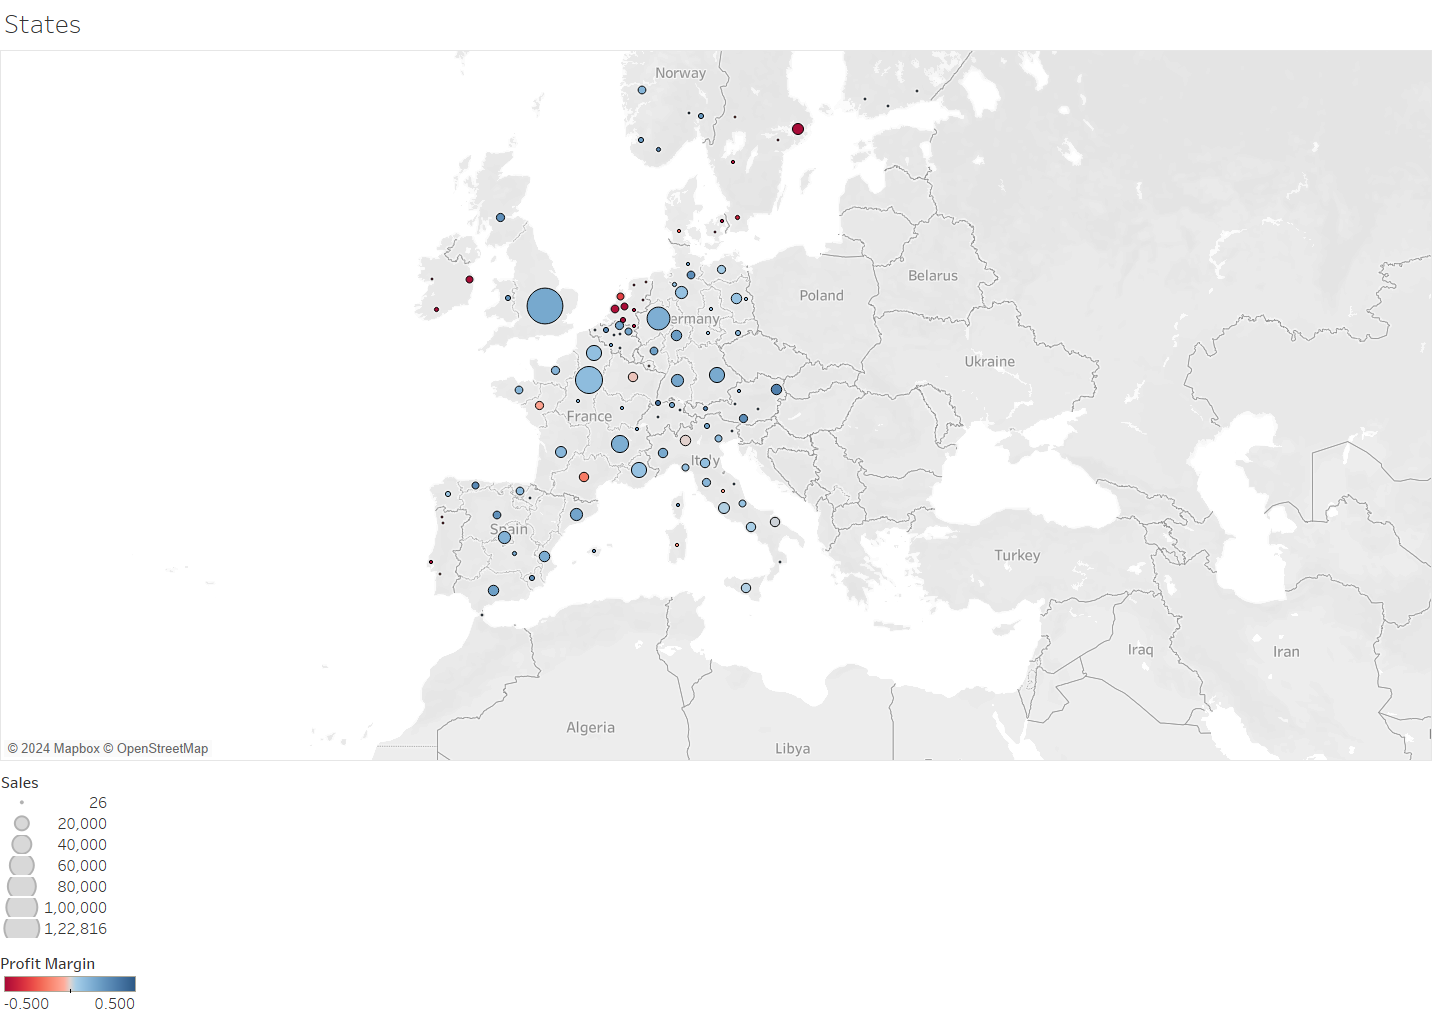 States
Norway
Belarus
Poland
ermany
Ukraine
France
Italy
Spain
Turkey
Iraq
Iran
Algeria
Libya
© 2024 Mapbox © OpenStreetMap
Sales
26
20,000
40,000
60,000
80,000
1,00,000
1,22,816
Profit Margin
-0.500 0.500